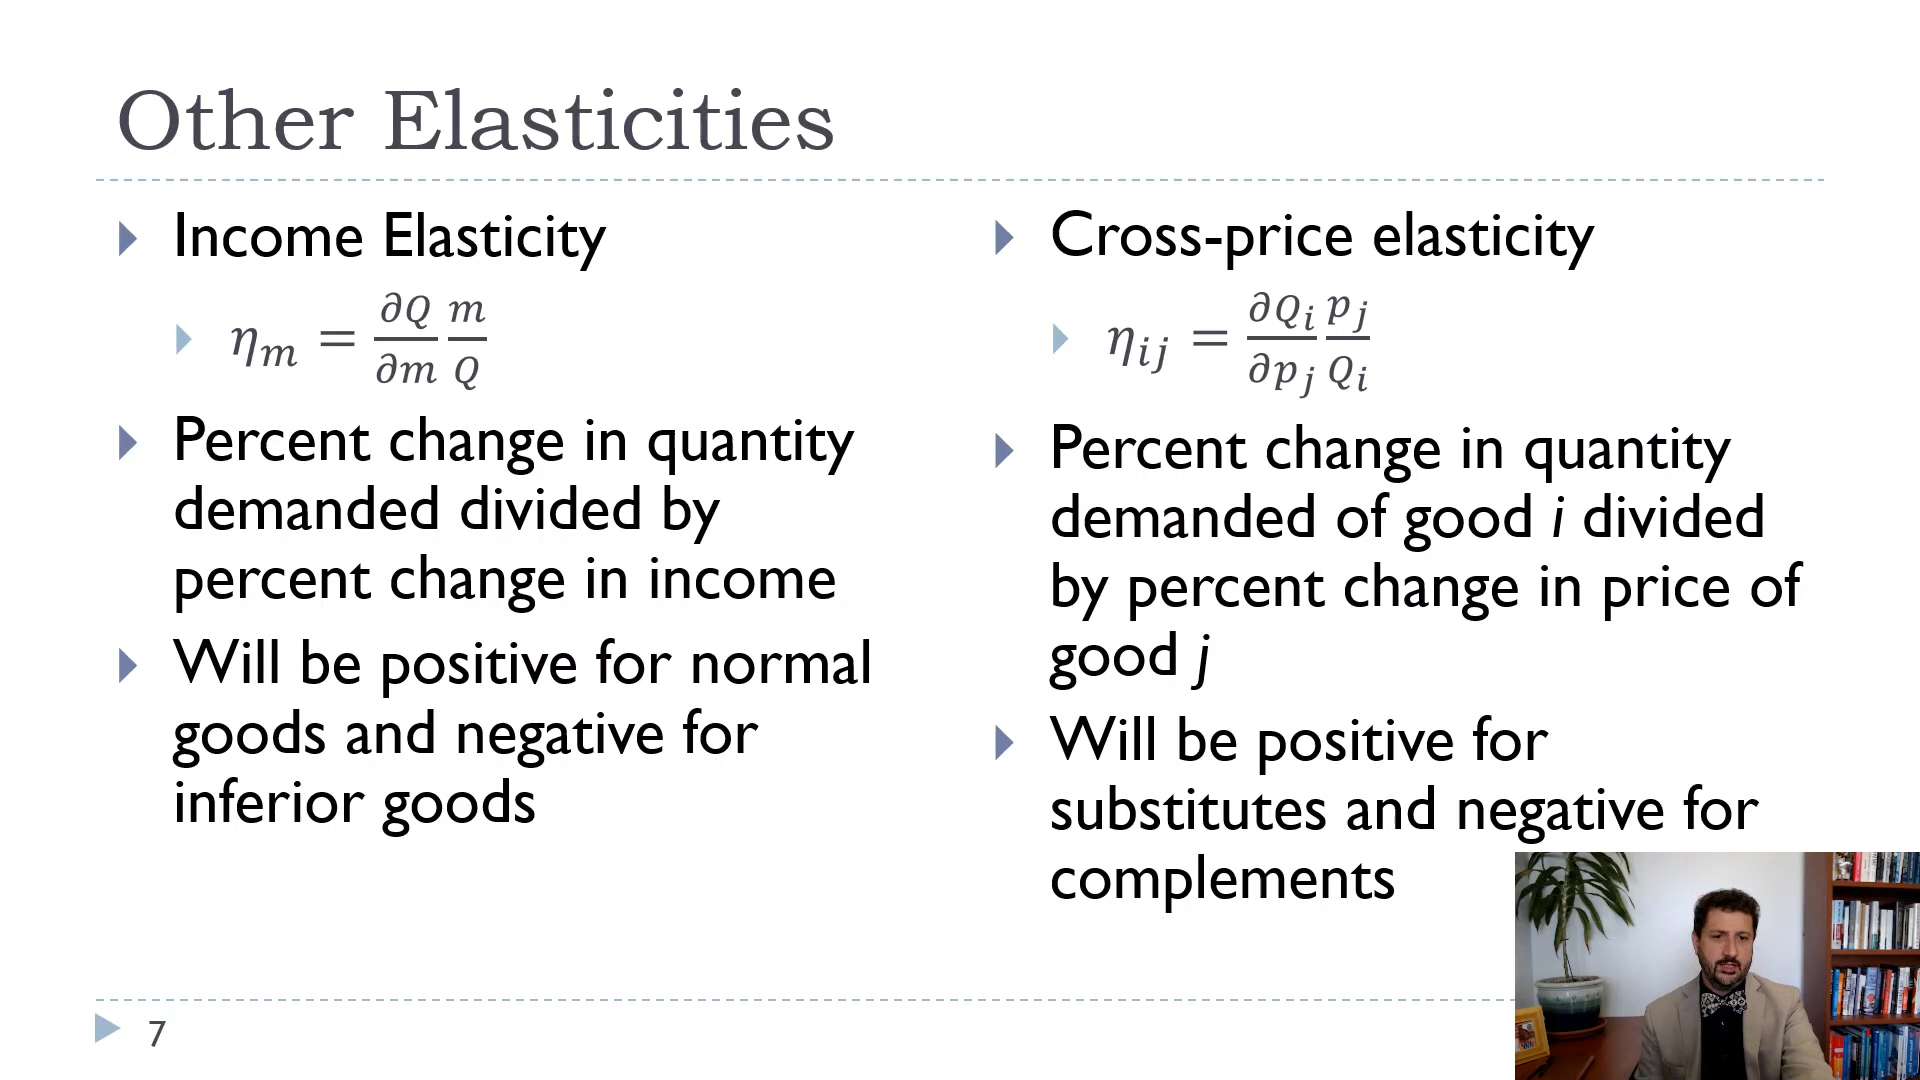 Other Elasticities
Income Elasticity
η_m = ∂Q/∂m m/Q
Percent change in quantity
demanded divided by
percent change in income
Will be positive for normal
goods and negative for
inferior goods
Cross-price elasticity
η_ij = ∂Q_i/∂p_j p_j/Q_i
Percent change in quantity
demanded of good i divided
by percent change in price of
good j
Will be positive for
substitutes and negative for
complements
7